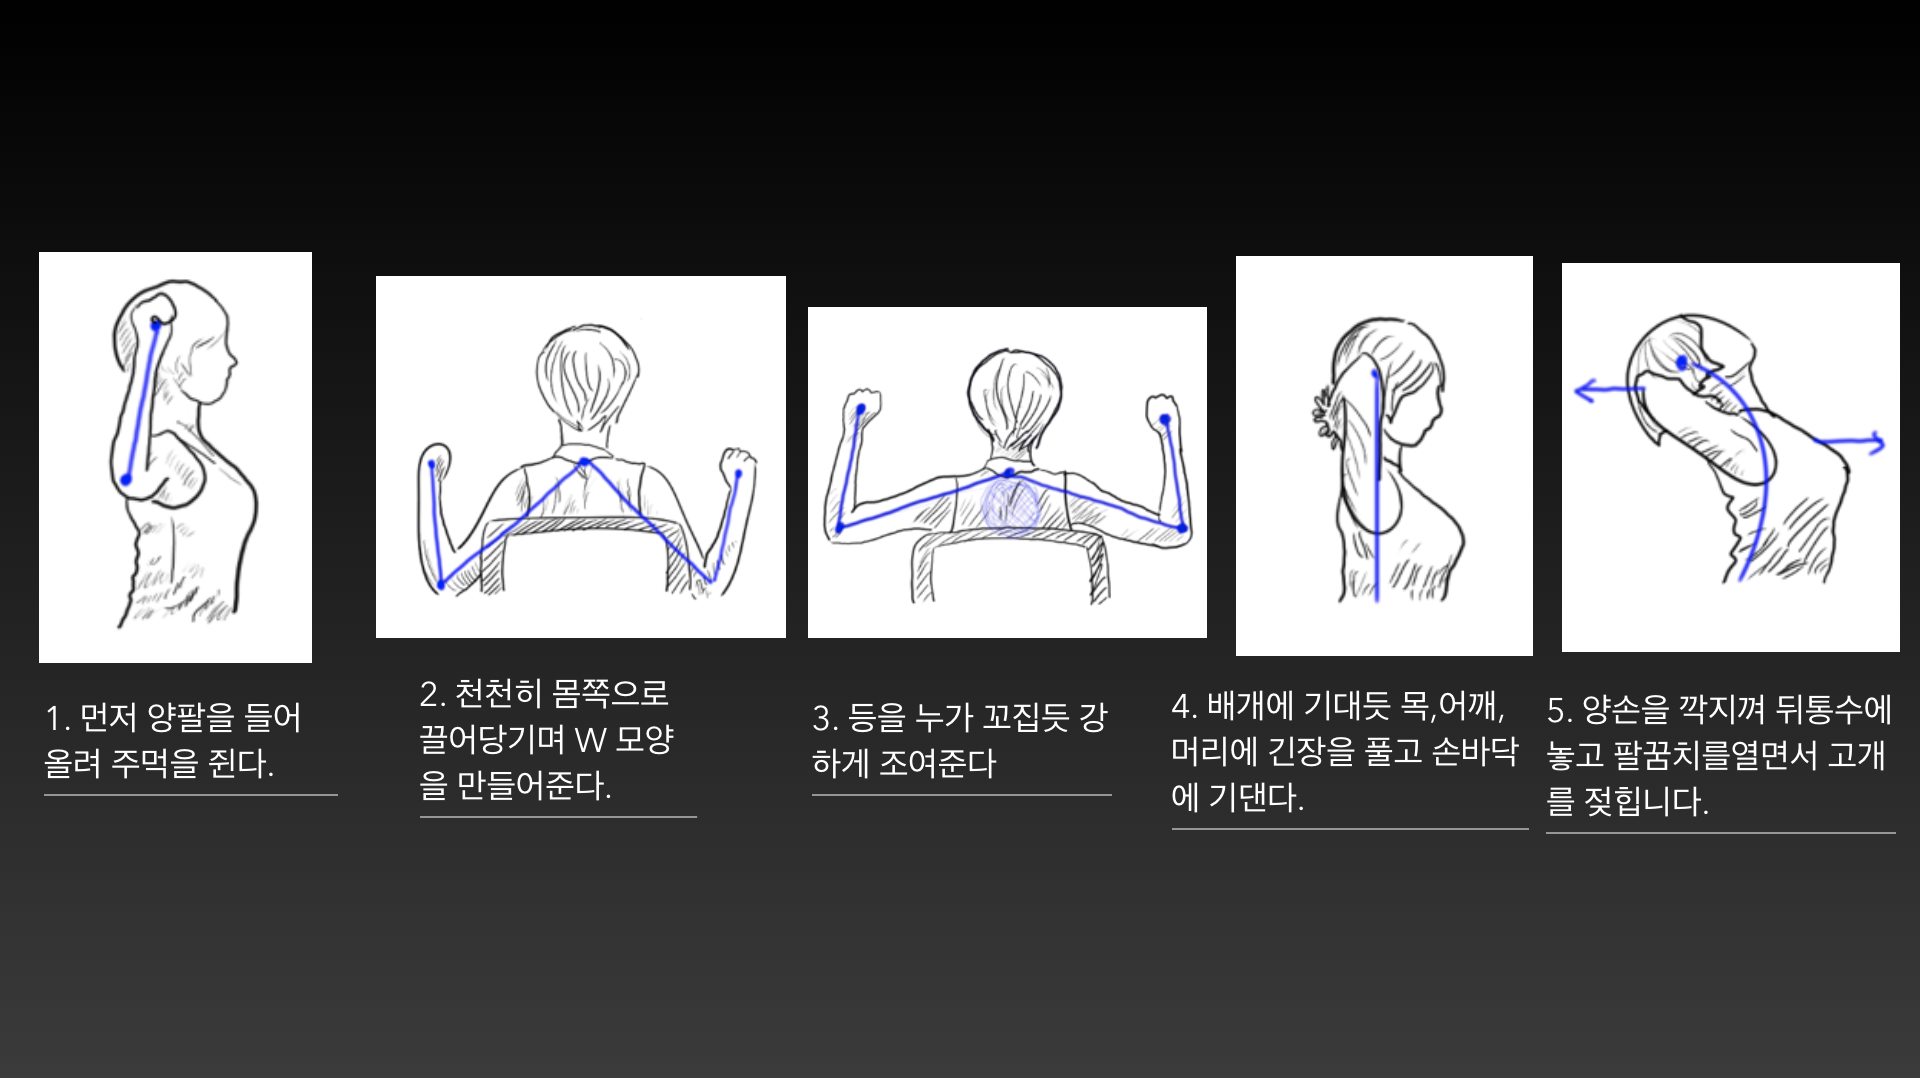 1. 먼저 양팔을 들어
올려 주먹을 쥔다.
2. 천천히 몸쪽으로
끌어당기며 W 모양
을 만들어준다.
3. 등을 누가 꼬집듯 강
하게 조여준다
4. 배개에 기대듯 목,어깨,
머리에 긴장을 풀고 손바닥
에 기댄다.
5. 양손을 깍지껴 뒤통수에
놓고 팔꿈치를열면서 고개
를 젖힙니다.